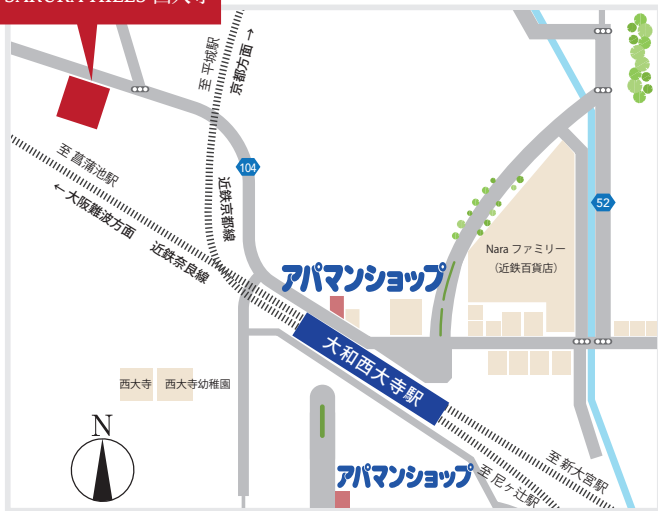 SAKURA HILLS 西大寺
至 平城駅
京都方面 →
至 菖蒲池駅
← 大阪難波方面
近鉄奈良線
近鉄京都線
104
52
Nara ファミリー
（近鉄百貨店）
アパマンショップ
大和西大寺駅
西大寺
西大寺幼稚園
N
アパマンショップ
至 新大宮駅
至 尼ヶ辻駅